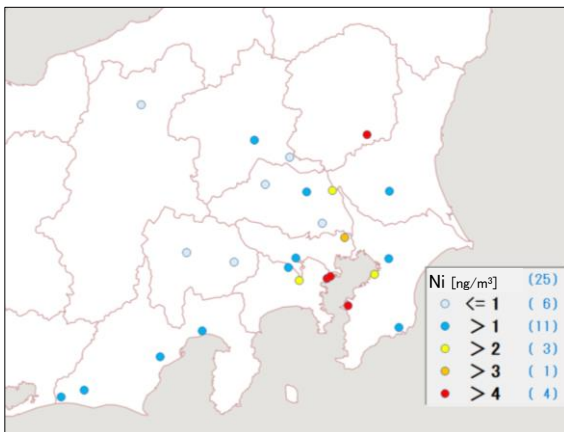 Ni [ng/m³] (25)
<= 1 ( 6)
> 1 (11)
> 2 ( 3)
> 3 ( 1)
> 4 ( 4)